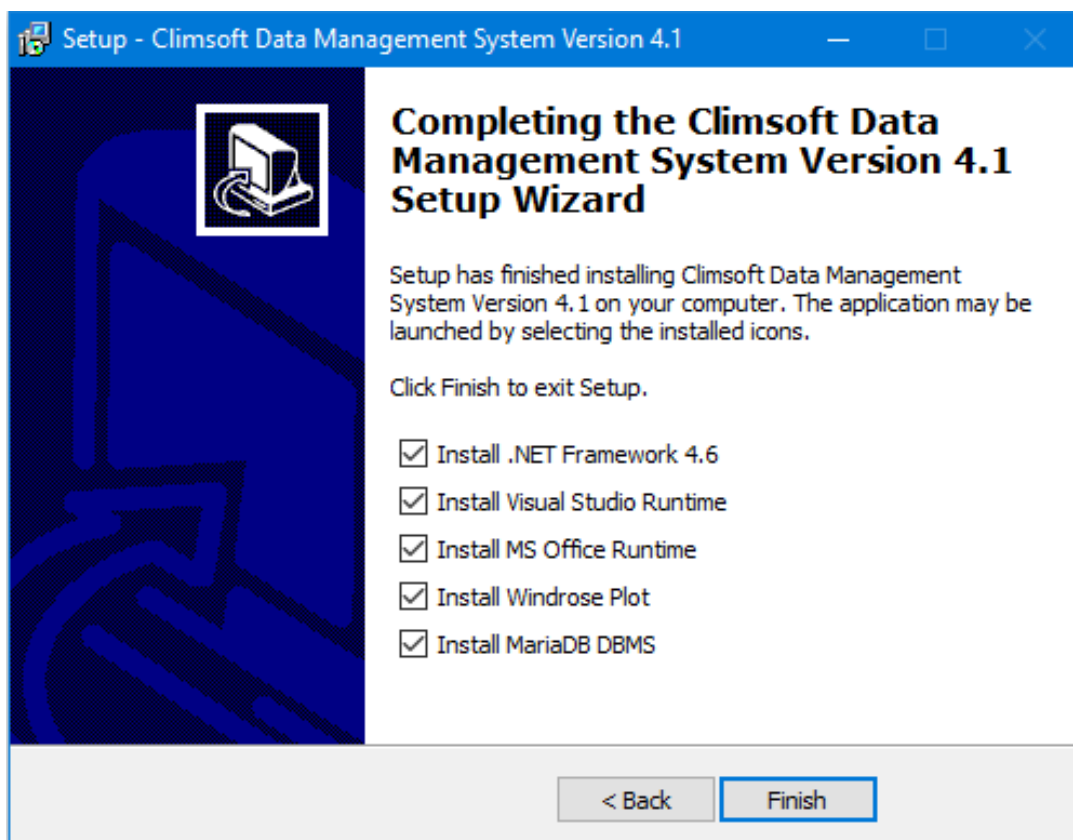 Setup - Climsoft Data Management System Version 4.1
Completing the Climsoft Data
Management System Version 4.1
Setup Wizard
Setup has finished installing Climsoft Data Management
System Version 4.1 on your computer. The application may be
launched by selecting the installed icons.
Click Finish to exit Setup.
Install .NET Framework 4.6
Install Visual Studio Runtime
Install MS Office Runtime
Install Windrose Plot
Install MariaDB DBMS
< Back Finish